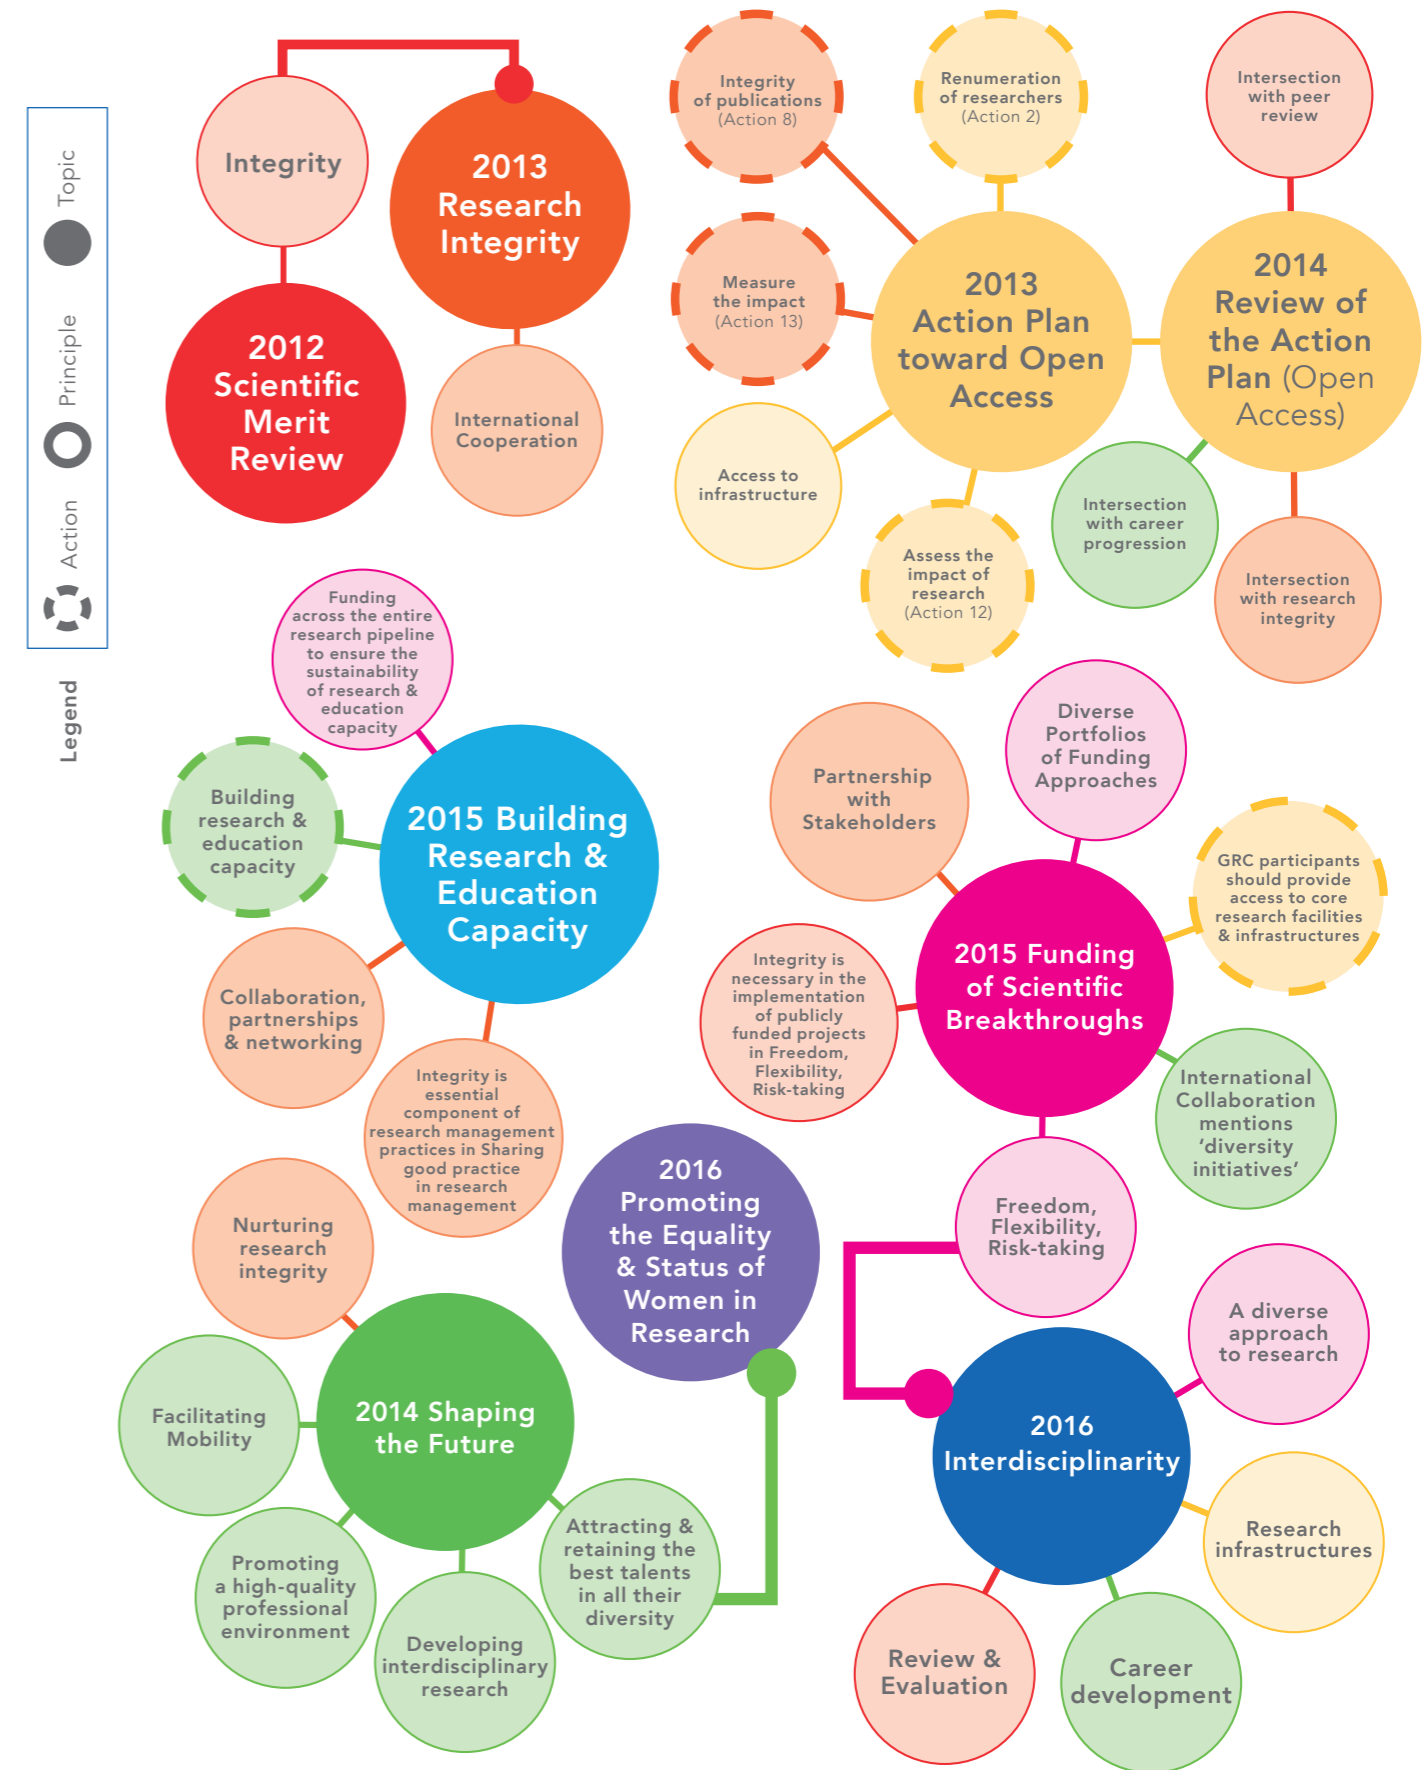 Legend
Action
Principle
Topic
Integrity
2013
Research
Integrity
2012
Scientific
Merit
Review
International
Cooperation
Integrity
of publications
(Action 8)
Renumeration
of researchers
(Action 2)
Intersection
with peer
review
Measure
the impact
(Action 13)
2013
Action Plan
toward Open
Access
2014
Review of
the Action
Plan (Open
Access)
Access to
infrastructure
Assess the
impact of
research
(Action 12)
Intersection
with career
progression
Intersection
with research
integrity
Funding
across the entire
research pipeline
to ensure the
sustainability
of research &
education
capacity
Building
research &
education
capacity
2015 Building
Research &
Education
Capacity
Collaboration,
partnerships
& networking
Integrity is
essential
component of
research management
practices in Sharing
good practice
in research
management
Diverse
Portfolios
of Funding
Approaches
Partnership
with
Stakeholders
GRC participants
should provide
access to core
research facilities
& infrastructures
2015 Funding
of Scientific
Breakthroughs
Integrity is
necessary in the
implementation
of publicly
funded projects
in Freedom,
Flexibility,
Risk-taking
International
Collaboration
mentions
‘diversity
initiatives’
Freedom,
Flexibility,
Risk-taking
2016
Promoting
the Equality
& Status of
Women in
Research
Nurturing
research
integrity
Facilitating
Mobility
2014 Shaping
the Future
Promoting
a high-quality
professional
environment
Developing
interdisciplinary
research
Attracting &
retaining the
best talents
in all their
diversity
A diverse
approach
to research
2016
Interdisciplinarity
Research
infrastructures
Review &
Evaluation
Career
development